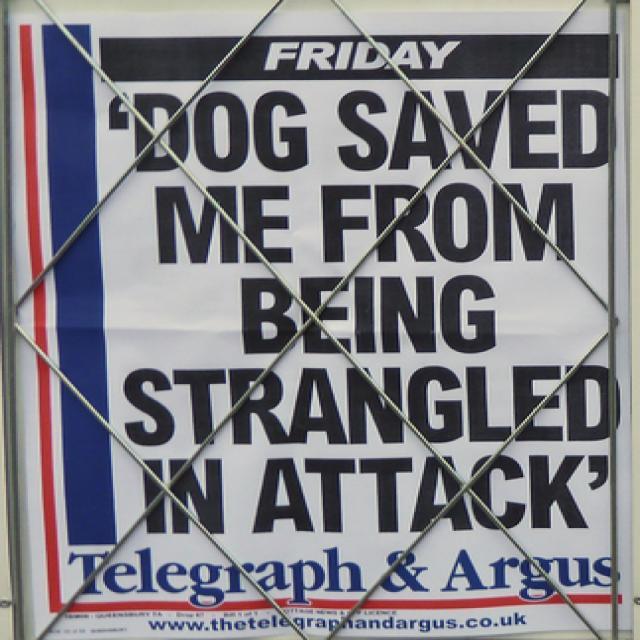 FRIDAY
'DOG SAVED
ME FROM
BEING
STRANGLED
IN ATTACK'
Telegraph & Argus
www.thetelegraphandargus.co.uk